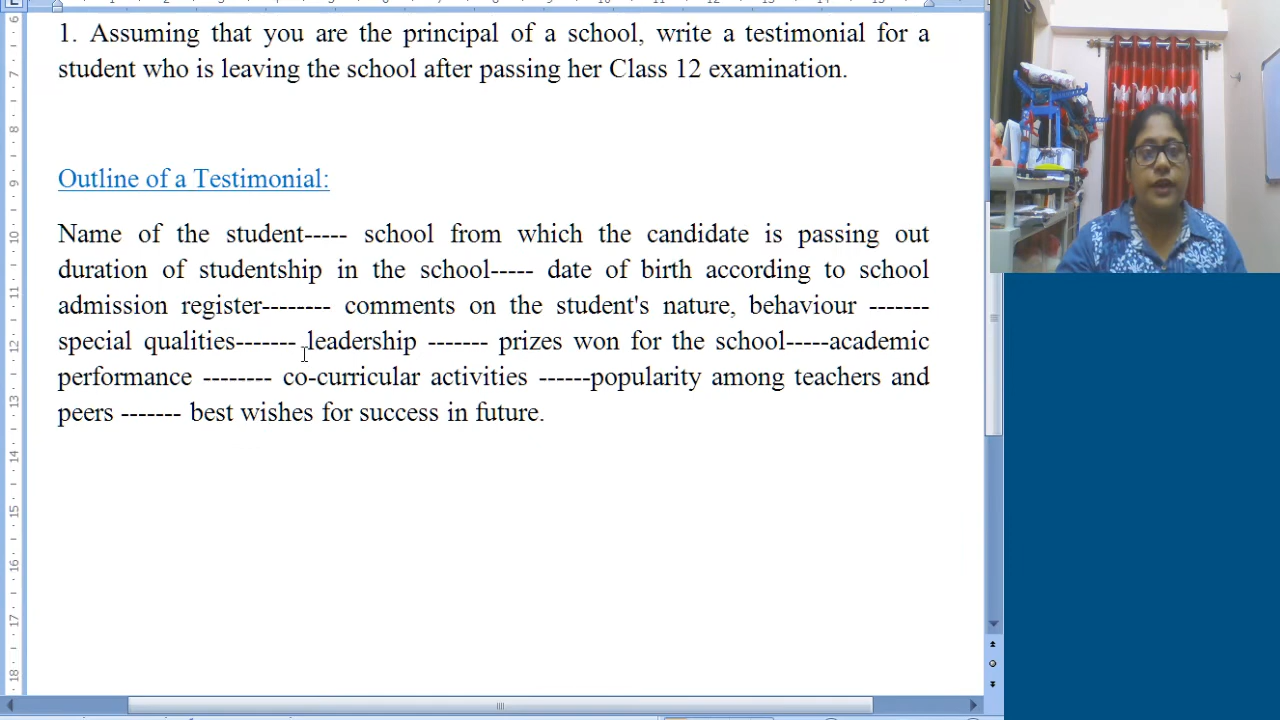 1. Assuming that you are the principal of a school, write a testimonial for a
student who is leaving the school after passing her Class 12 examination.
Outline of a Testimonial:
Name of the student----- school from which the candidate is passing out
duration of studentship in the school----- date of birth according to school
admission register-------- comments on the student's nature, behaviour -------
special qualities------- leadership ------- prizes won for the school-----academic
performance -------- co-curricular activities ------popularity among teachers and
peers ------- best wishes for success in future.